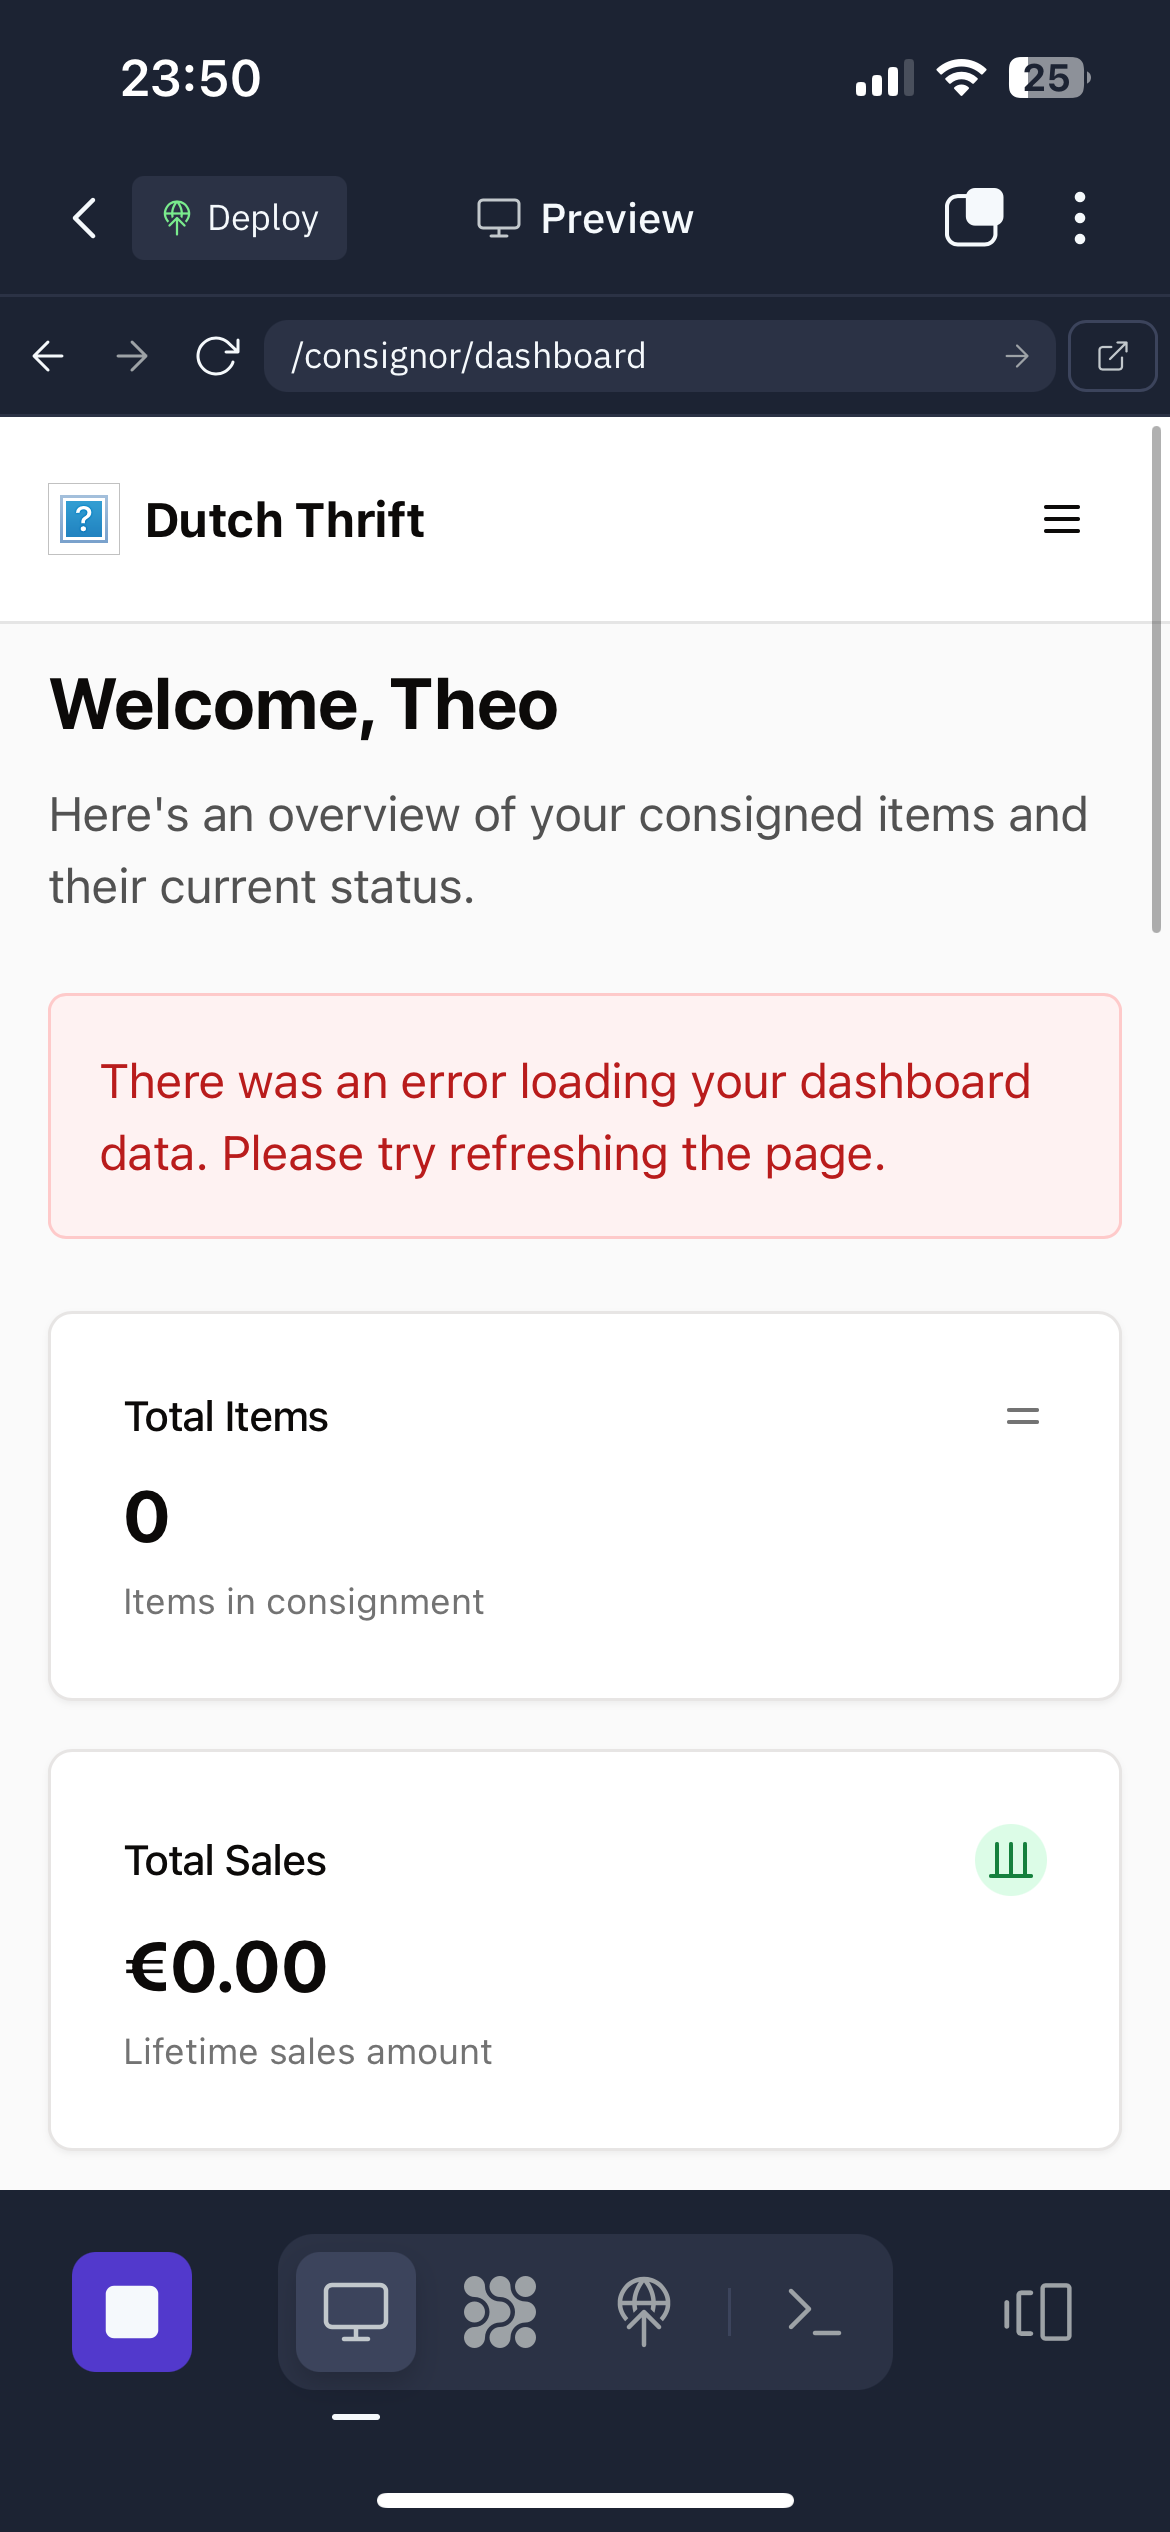 23:50
25
Deploy
Preview
/consignor/dashboard
?
Dutch Thrift
Welcome, Theo
Here's an overview of your consigned items and
their current status.
There was an error loading your dashboard
data. Please try refreshing the page.
Total Items
0
Items in consignment
Total Sales
€0.00
Lifetime sales amount